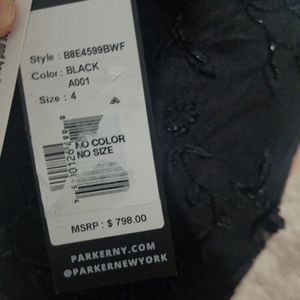 Style : B8E4599BWF
Color : BLACK
A001
Size : 4
NO COLOR
NO SIZE
MSRP : $ 798.00
PARKERNY.COM
@PARKERNEWYORK